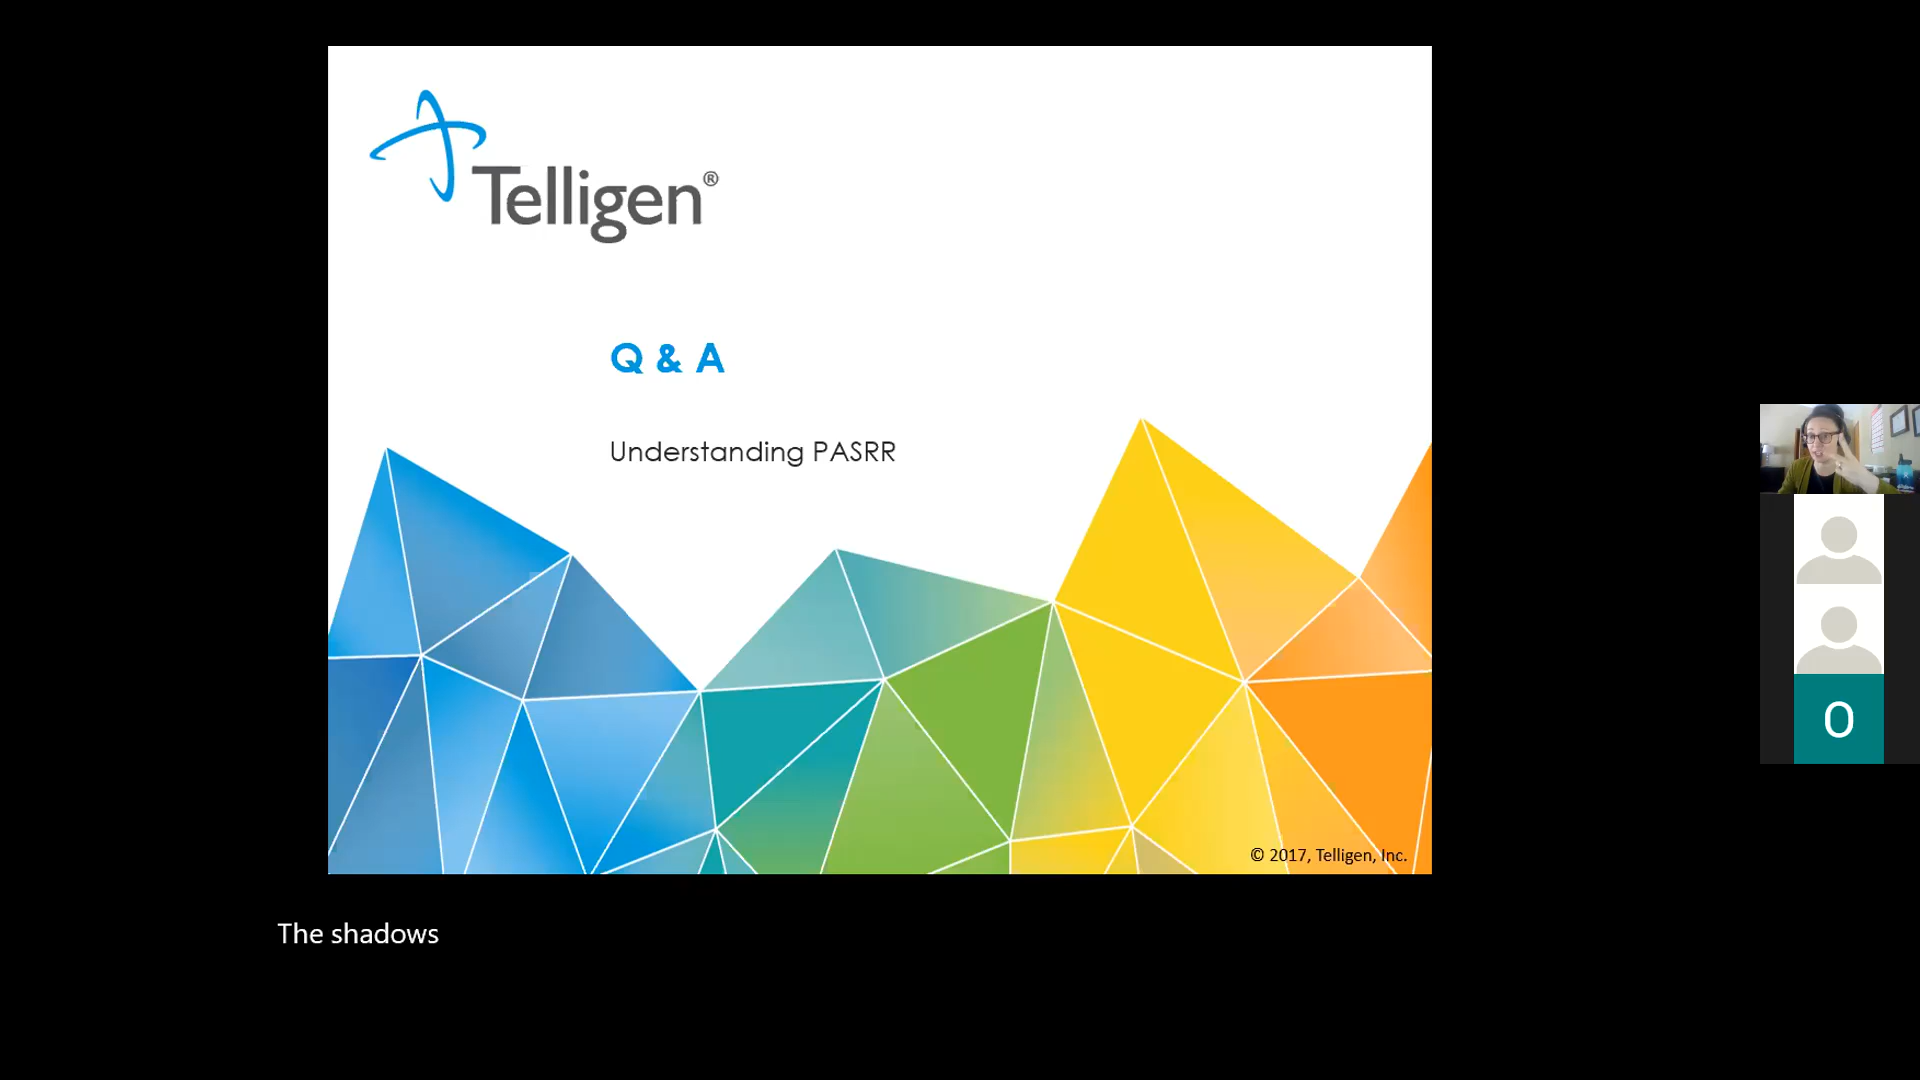 Telligen®
Q & A
Understanding PASRR
© 2017, Telligen, Inc.
O
The shadows